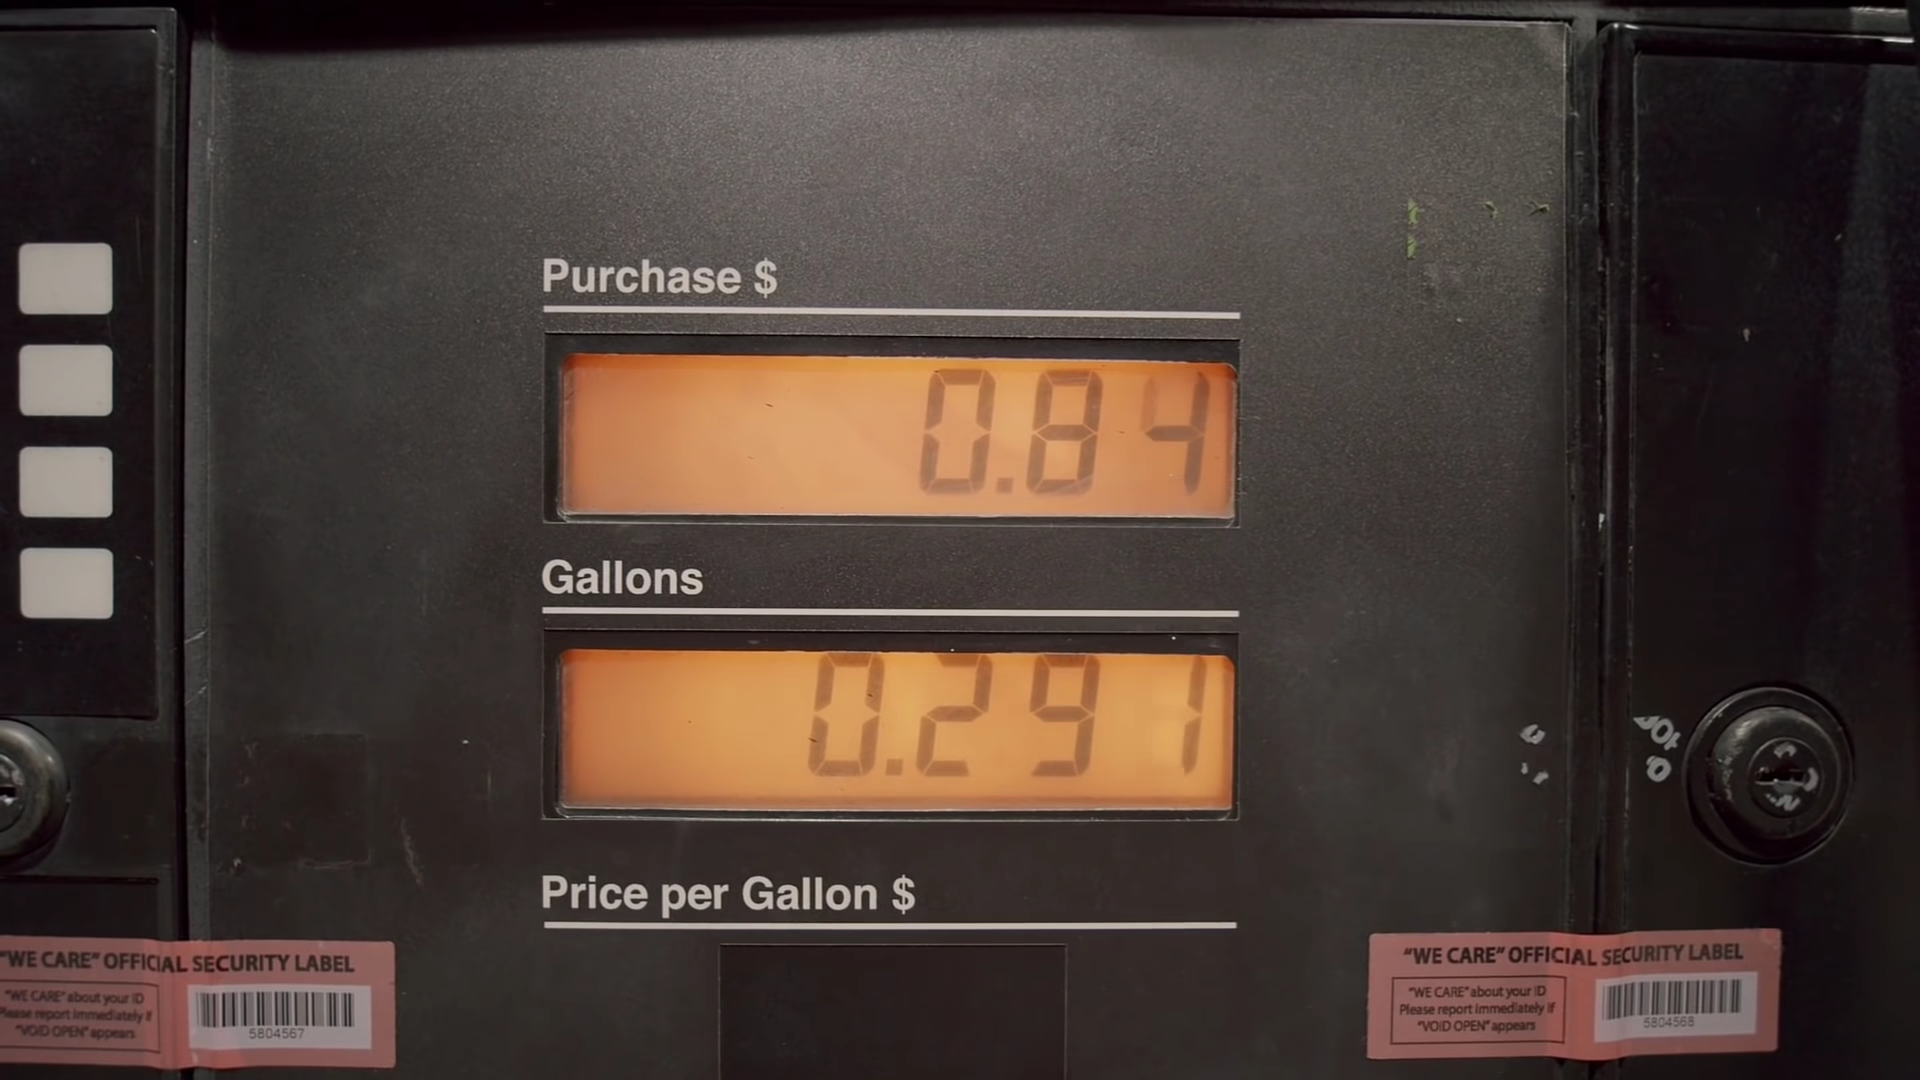 Purchase $
0.84
Gallons
0.291
Price per Gallon $
"WE CARE" OFFICIAL SECURITY LABEL
"WE CARE" about your ID
Please report immediately if
"VOID OPEN" appears
5804567
"WE CARE" OFFICIAL SECURITY LABEL
"WE CARE" about your ID
Please report immediately if
"VOID OPEN" appears
5804568